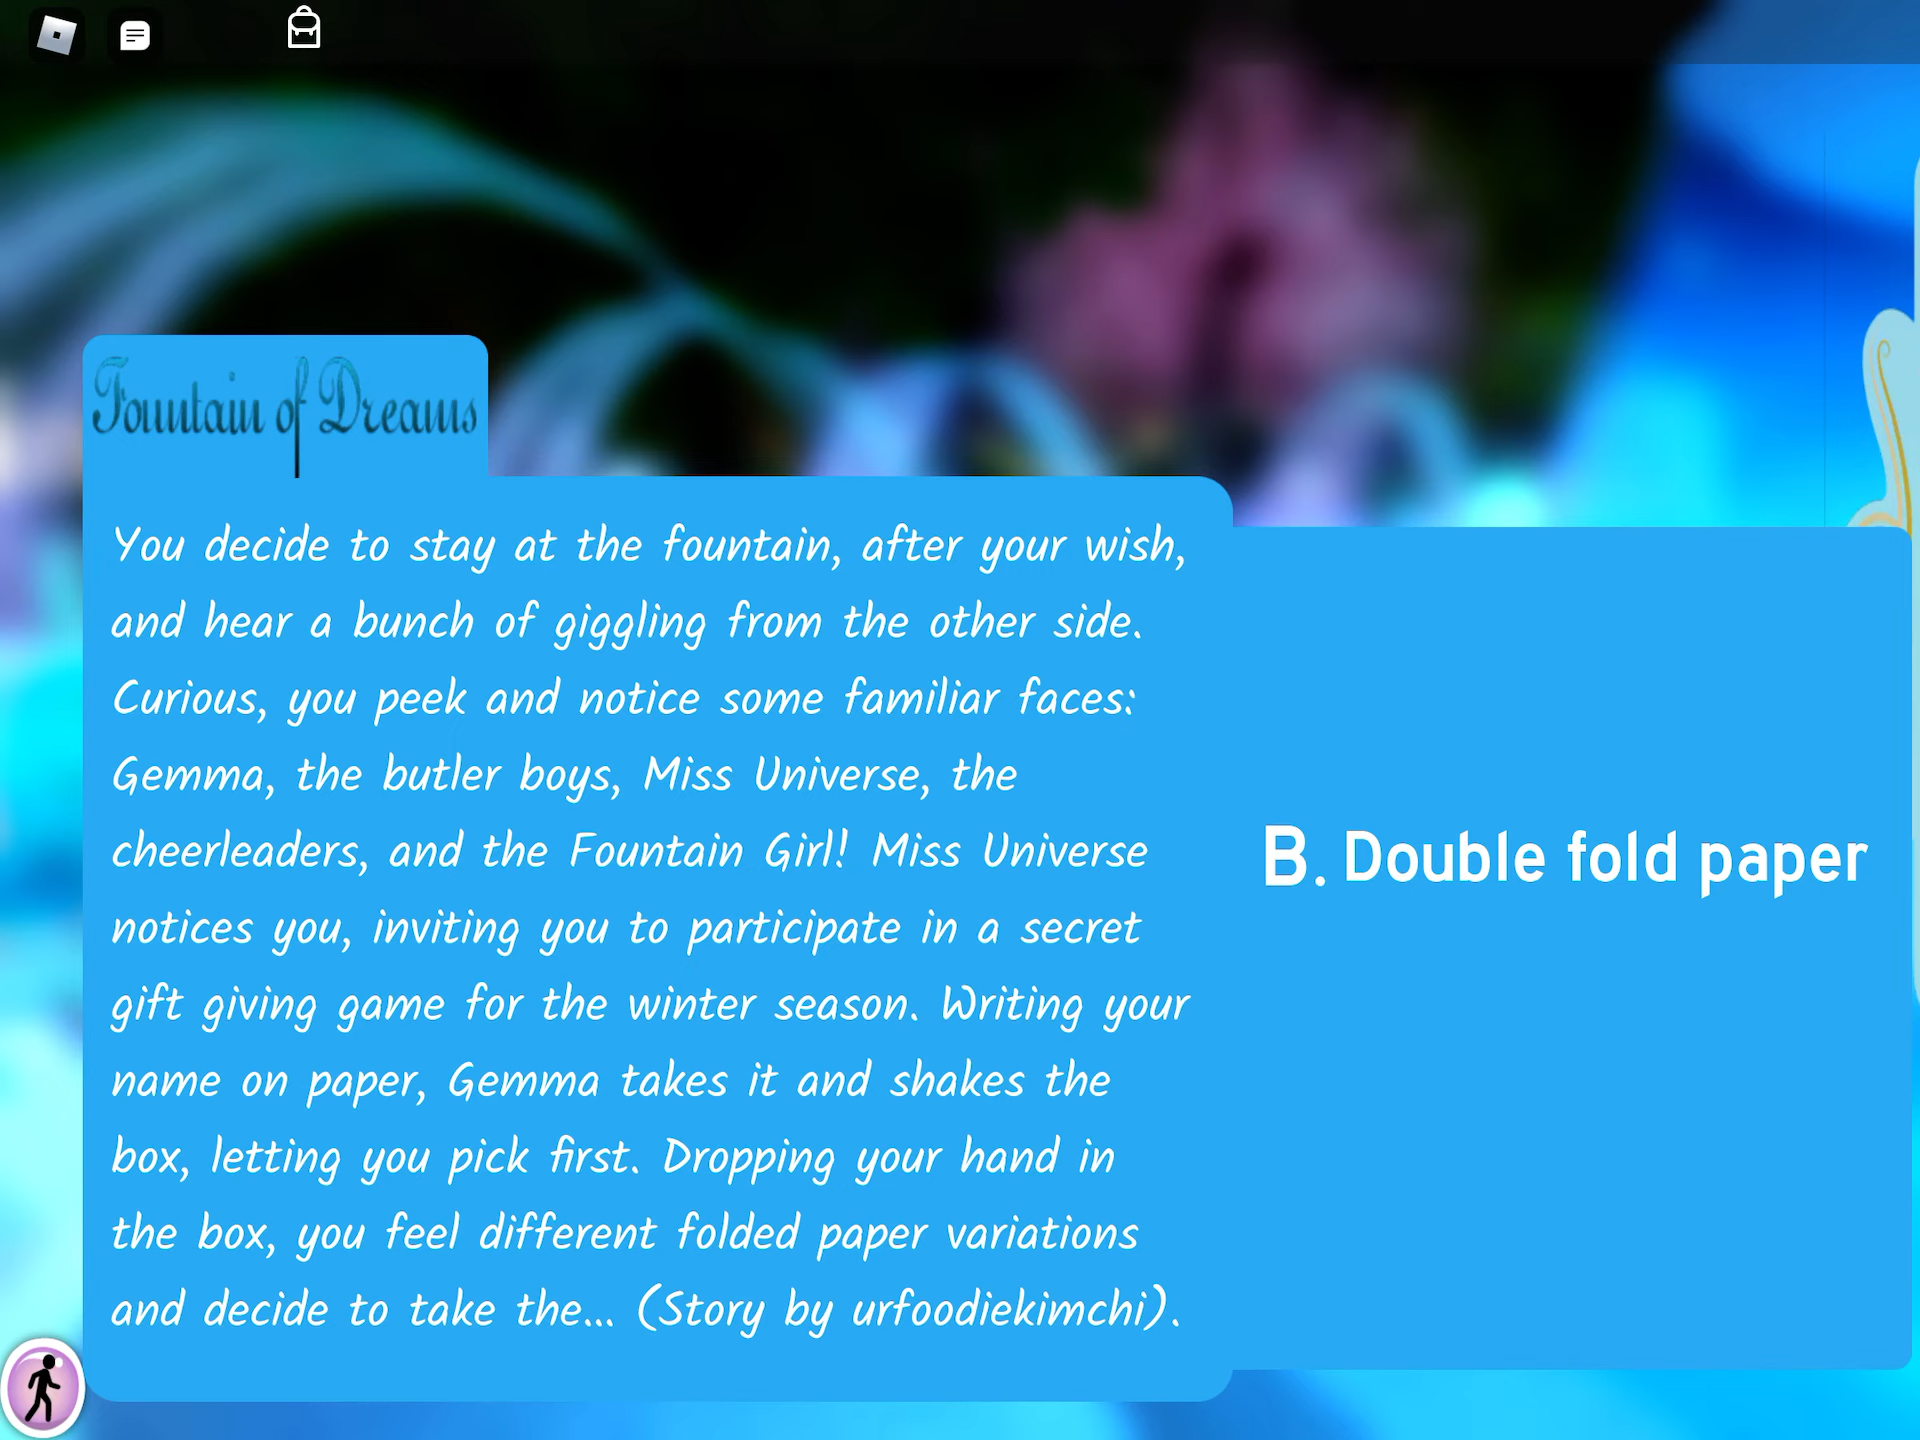 Fountain of Dreams
You decide to stay at the fountain, after your wish,
and hear a bunch of giggling from the other side.
Curious, you peek and notice some familiar faces:
Gemma, the butler boys, Miss Universe, the
cheerleaders, and the Fountain Girl! Miss Universe
notices you, inviting you to participate in a secret
gift giving game for the winter season. Writing your
name on paper, Gemma takes it and shakes the
box, letting you pick first. Dropping your hand in
the box, you feel different folded paper variations
and decide to take the... (Story by urfoodiekimchi).
B. Double fold paper